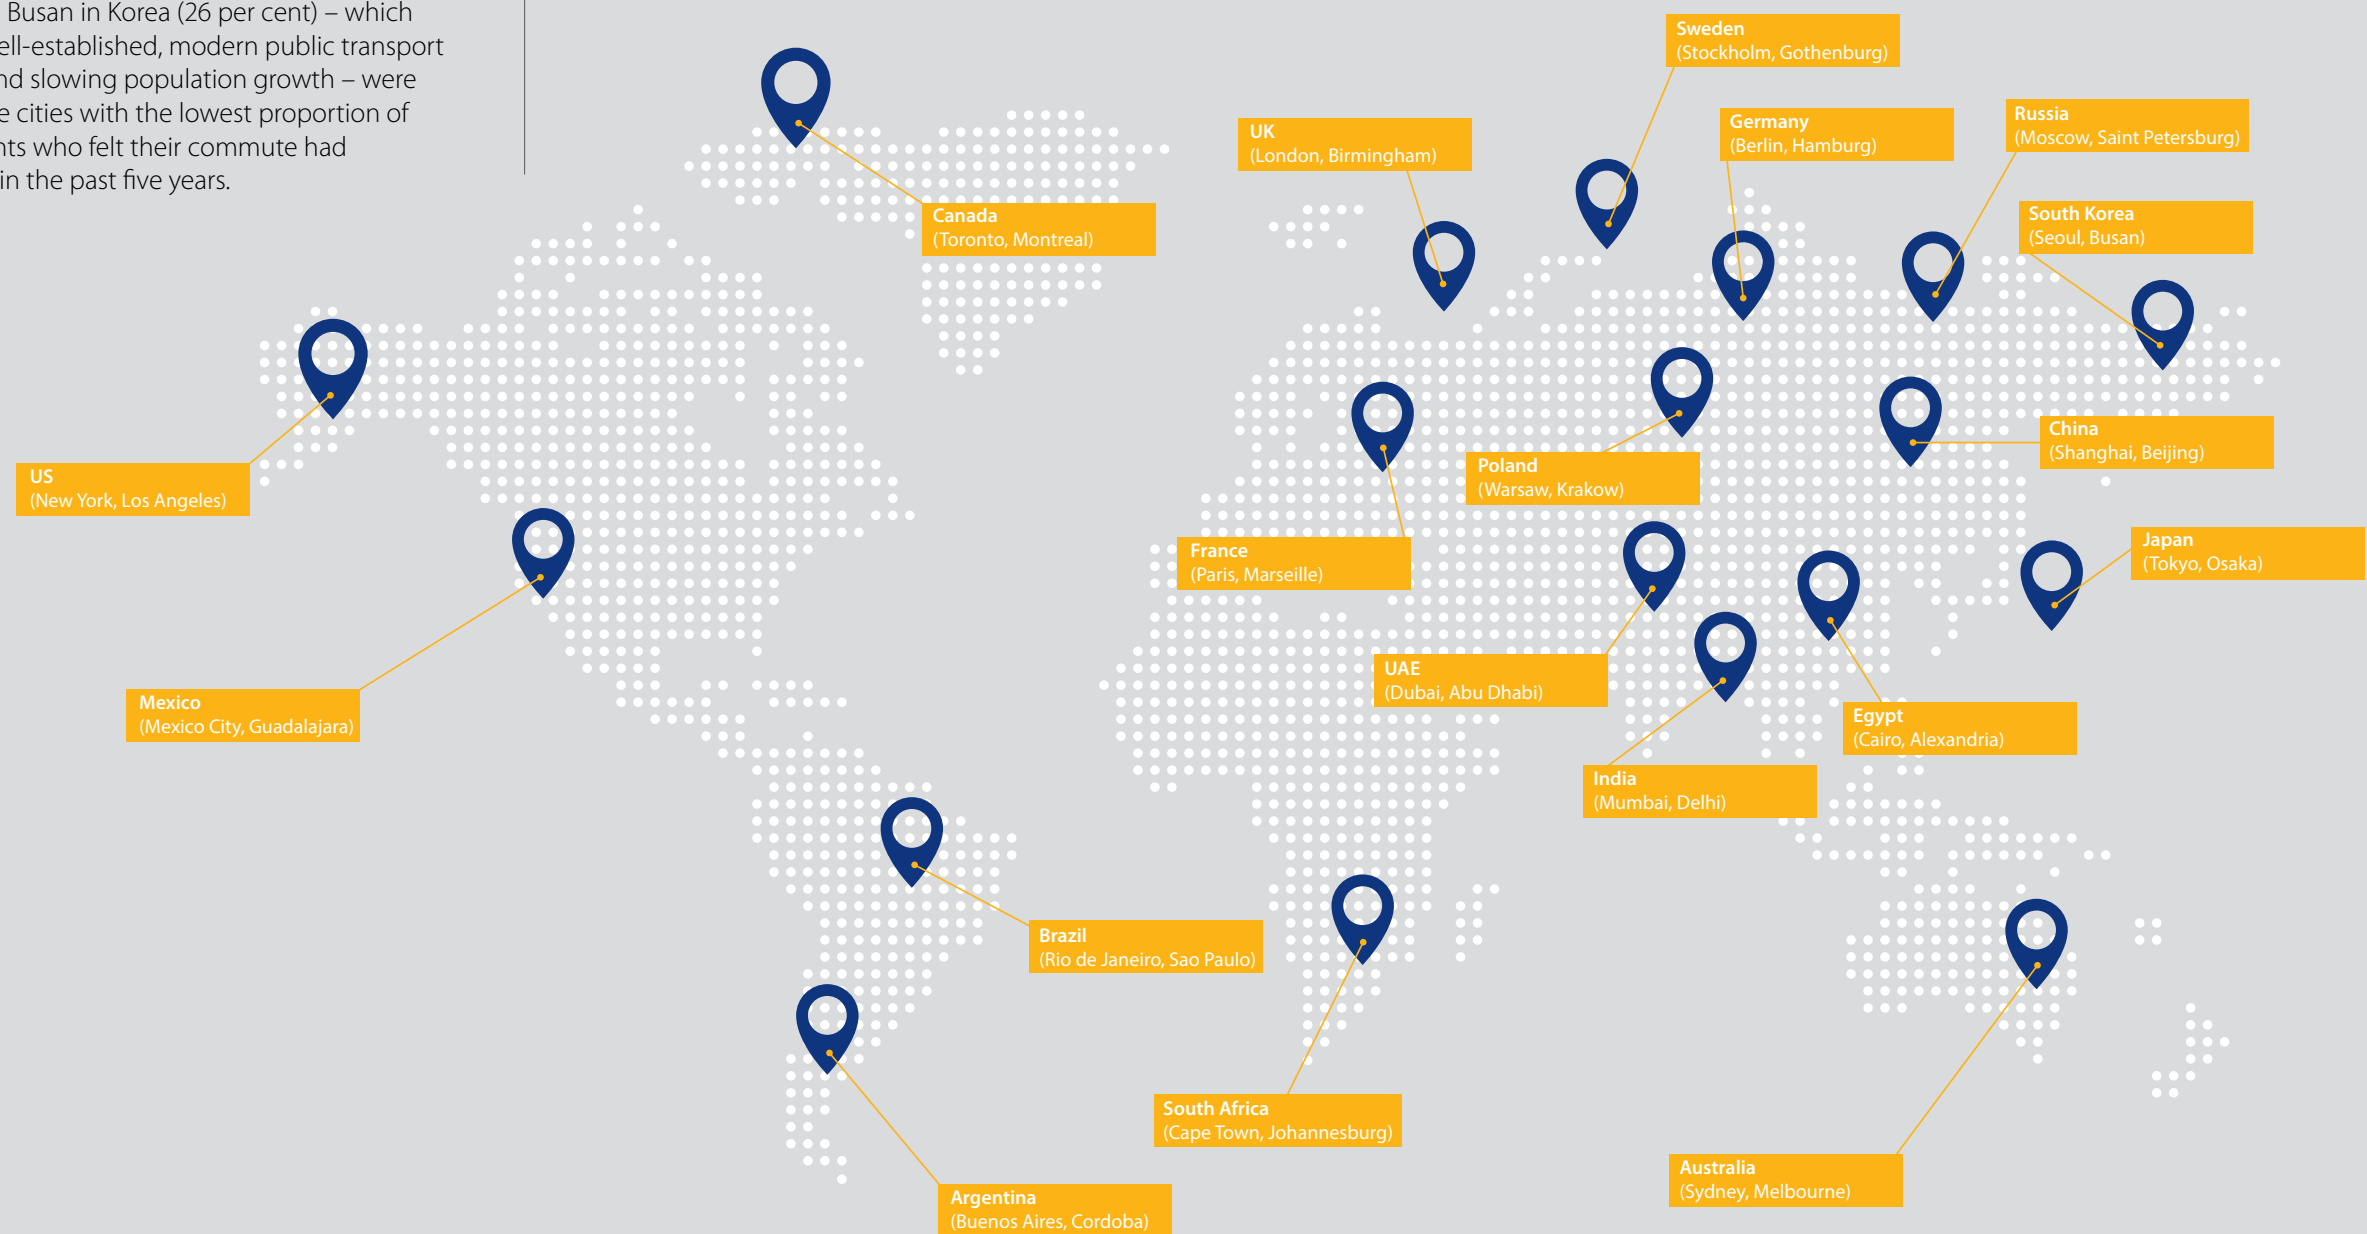 Busan in Korea (26 per cent) – which
ell-established, modern public transport
nd slowing population growth – were
e cities with the lowest proportion of
nts who felt their commute had
in the past five years.
Sweden
(Stockholm, Gothenburg)
Germany
(Berlin, Hamburg)
Russia
(Moscow, Saint Petersburg)
UK
(London, Birmingham)
South Korea
(Seoul, Busan)
Canada
(Toronto, Montreal)
China
(Shanghai, Beijing)
Poland
(Warsaw, Krakow)
US
(New York, Los Angeles)
Japan
(Tokyo, Osaka)
France
(Paris, Marseille)
UAE
(Dubai, Abu Dhabi)
Mexico
(Mexico City, Guadalajara)
Egypt
(Cairo, Alexandria)
India
(Mumbai, Delhi)
Brazil
(Rio de Janeiro, Sao Paulo)
South Africa
(Cape Town, Johannesburg)
Australia
(Sydney, Melbourne)
Argentina
(Buenos Aires, Cordoba)